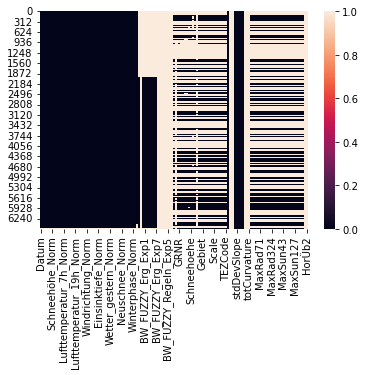 0
312
624
936
1248
1560
1872
2184
2496
2808
3120
3432
3744
4056
4368
4680
4992
5304
5616
5928
6240
1.0
0.8
0.6
0.4
0.2
0.0
Datum
Schneehöhe_Norm
Lufttemperatur_7h_Norm
Lufttemperatur_19h_Norm
Windrichtung_Norm
Einsinktiefe_Norm
Wetter_gestern_Norm
Neuschnee_Norm
Winterphase_Norm
BW_FUZZY_Erg_Exp1
BW_FUZZY_Erg_Exp7
BW_FUZZY_Regeln_Exp5
GRNR
Schneehoehe
Gebiet
Scale
TEZCode
stdDevSlope
totCurvature
MaxRad71
MaxRad324
MaxSun43
MaxSun127
HorÜb2